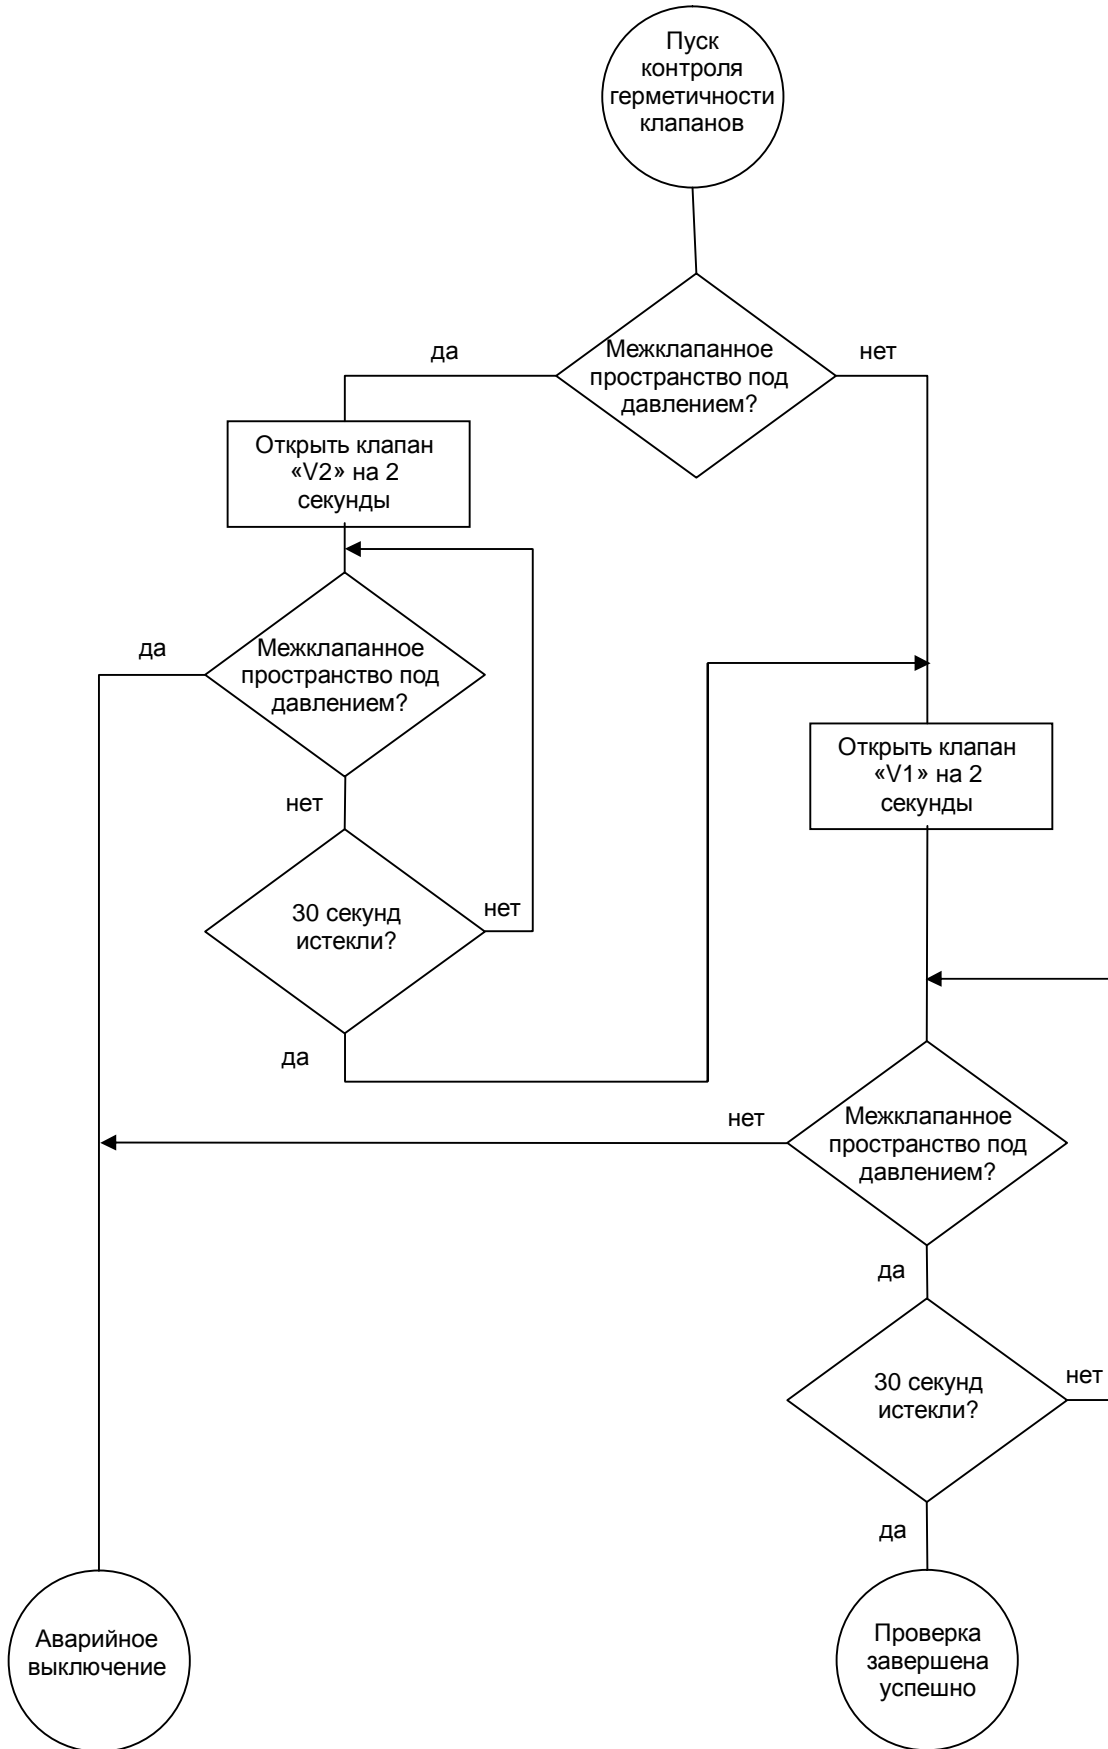 Пуск
контроля
герметичности
клапанов
да
нет
Межклапанное
пространство под
давлением?
Открыть клапан
«V2» на 2
секунды
да
Межклапанное
пространство под
давлением?
нет
30 секунд
истекли?
нет
да
Открыть клапан
«V1» на 2
секунды
нет
Межклапанное
пространство под
давлением?
да
30 секунд
истекли?
нет
да
Аварийное
выключение
Проверка
завершена
успешно